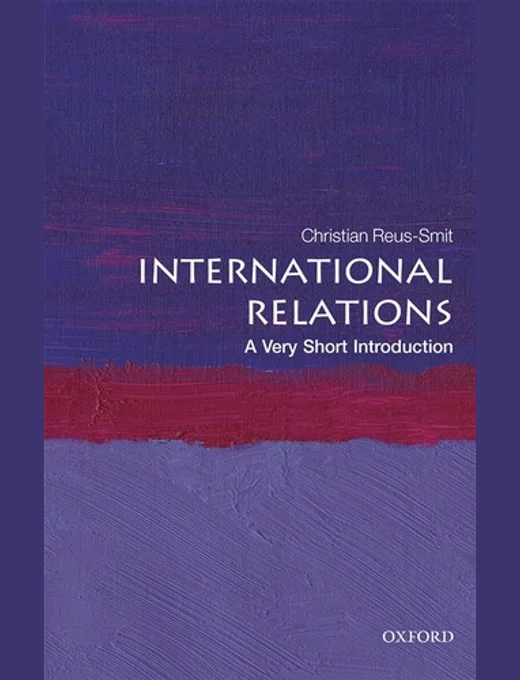 Christian Reus-Smit
INTERNATIONAL
RELATIONS
A Very Short Introduction
OXFORD